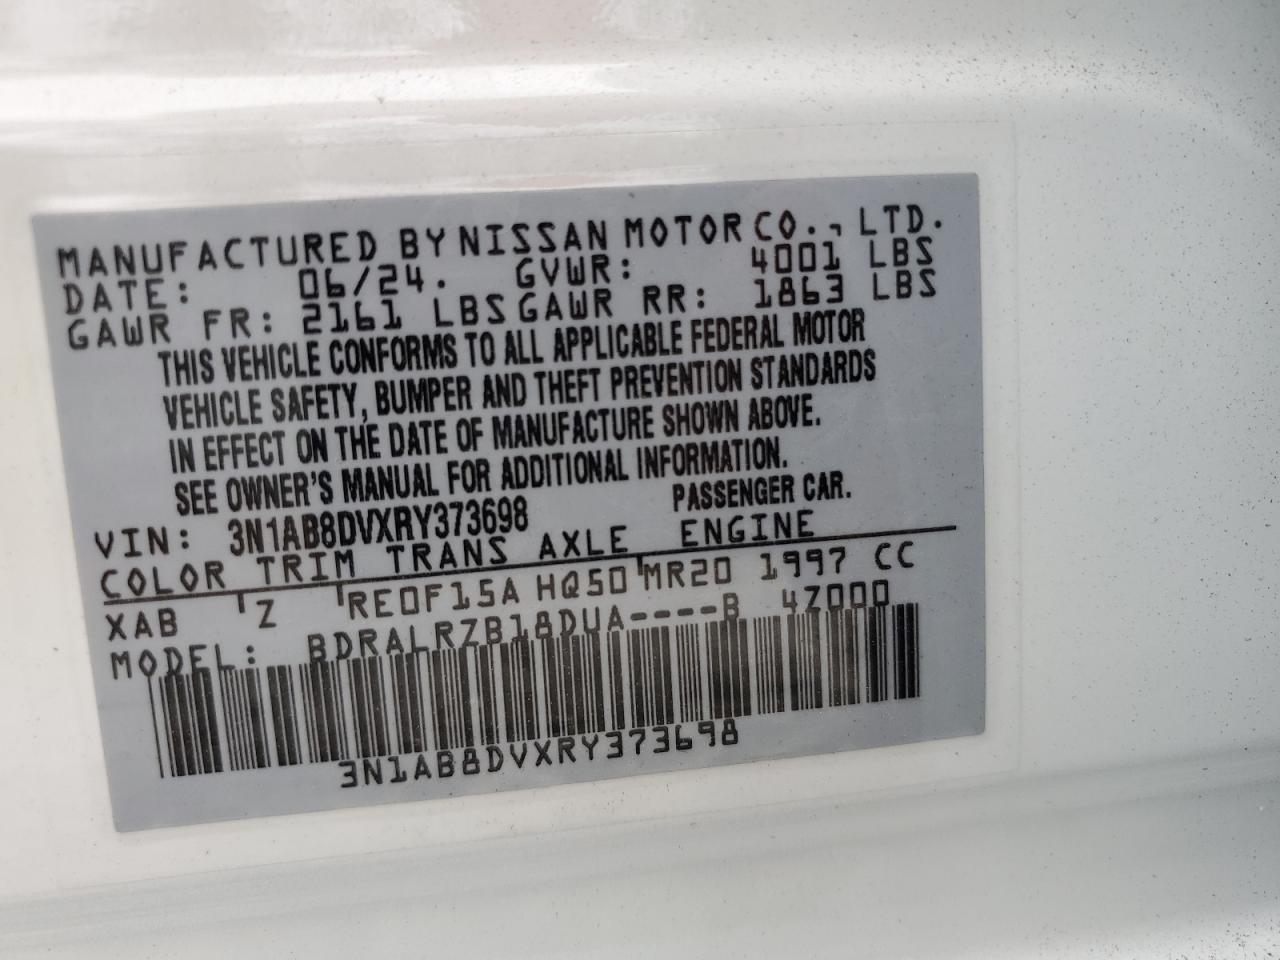 MANUFACTURED BY NISSAN MOTOR CO., LTD.
DATE: 06/24. GVWR: 4001 LBS
GAWR FR: 2161 LBS GAWR RR: 1863 LBS
THIS VEHICLE CONFORMS TO ALL APPLICABLE FEDERAL MOTOR
VEHICLE SAFETY, BUMPER AND THEFT PREVENTION STANDARDS
IN EFFECT ON THE DATE OF MANUFACTURE SHOWN ABOVE.
SEE OWNER'S MANUAL FOR ADDITIONAL INFORMATION.
VIN: 3N1AB8DVXRY373698 PASSENGER CAR.
COLOR TRIM TRANS AXLE ENGINE
XAB Z RE0F15A HQ50 MR20 1997 CC
MODEL: BDRALRZB18DUA----B 4Z000
3N1AB8DVXRY373698